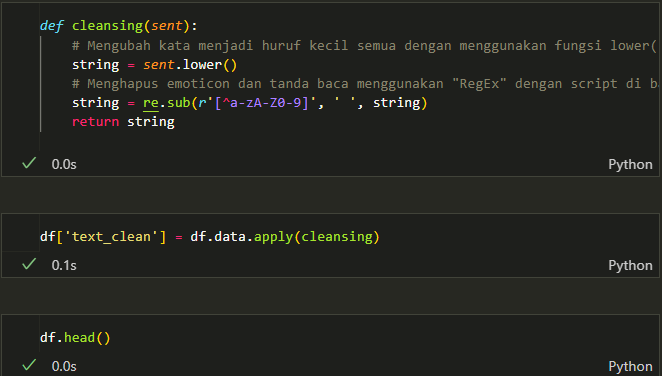 def cleansing(sent):
# Mengubah kata menjadi huruf kecil semua dengan menggunakan fungsi lower(
string = sent.lower()
# Menghapus emoticon dan tanda baca menggunakan "RegEx" dengan script di
string = re.sub(r'[^a-zA-Z0-9]', ' ', string)
return string
0.0s Python
df['text_clean'] = df.data.apply(cleansing)
0.1s Python
df.head()
0.0s Python